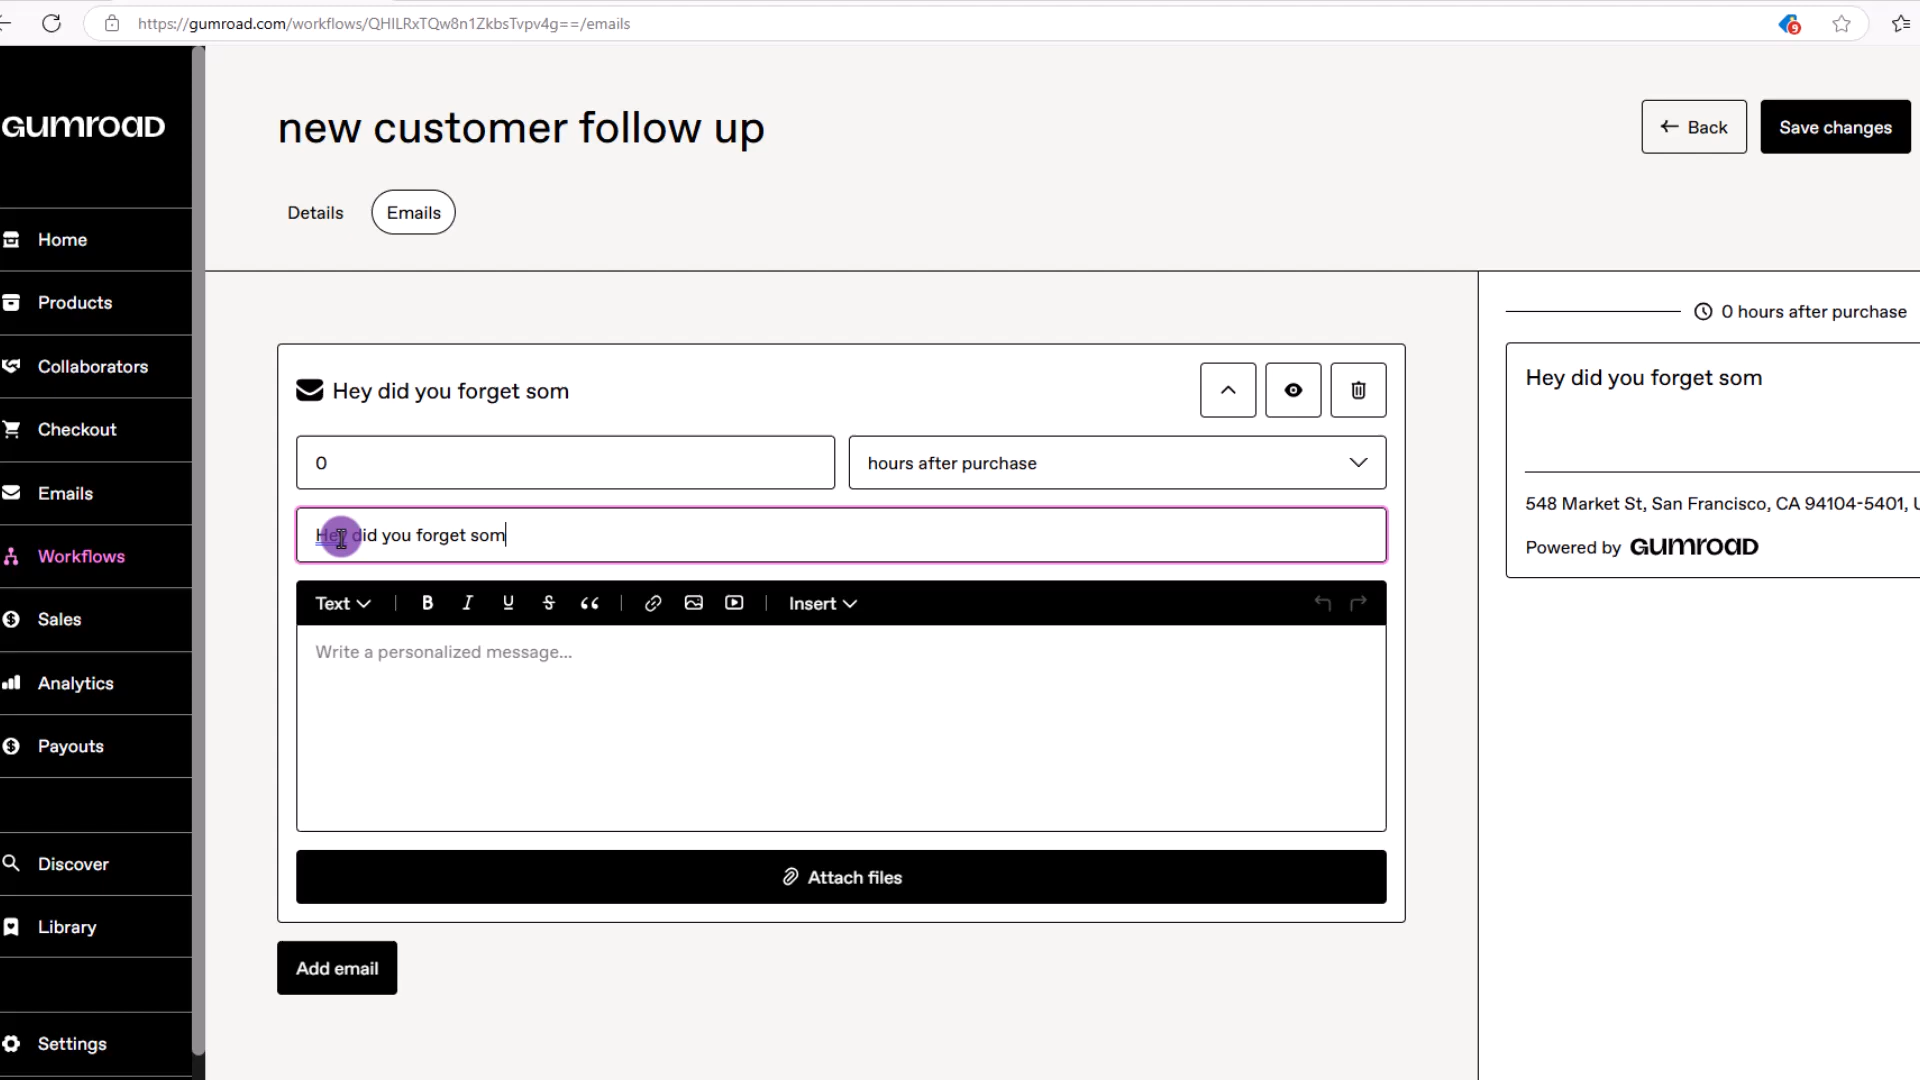 https://gumroad.com/workflows/QHILRxTQw8n1ZkbsTvpv4g==/emails
9
GUMROAD
Home
Products
Collaborators
Checkout
Emails
Workflows
Sales
Analytics
Payouts
Discover
Library
Settings
new customer follow up
Back
Save changes
Details
Emails
Hey did you forget som
0
hours after purchase
Hey did you forget som
Text
B
I
U
S
Insert
Write a personalized message...
Attach files
Add email
0 hours after purchase
Hey did you forget som
548 Market St, San Francisco, CA 94104-5401, U
Powered by GUMROAD